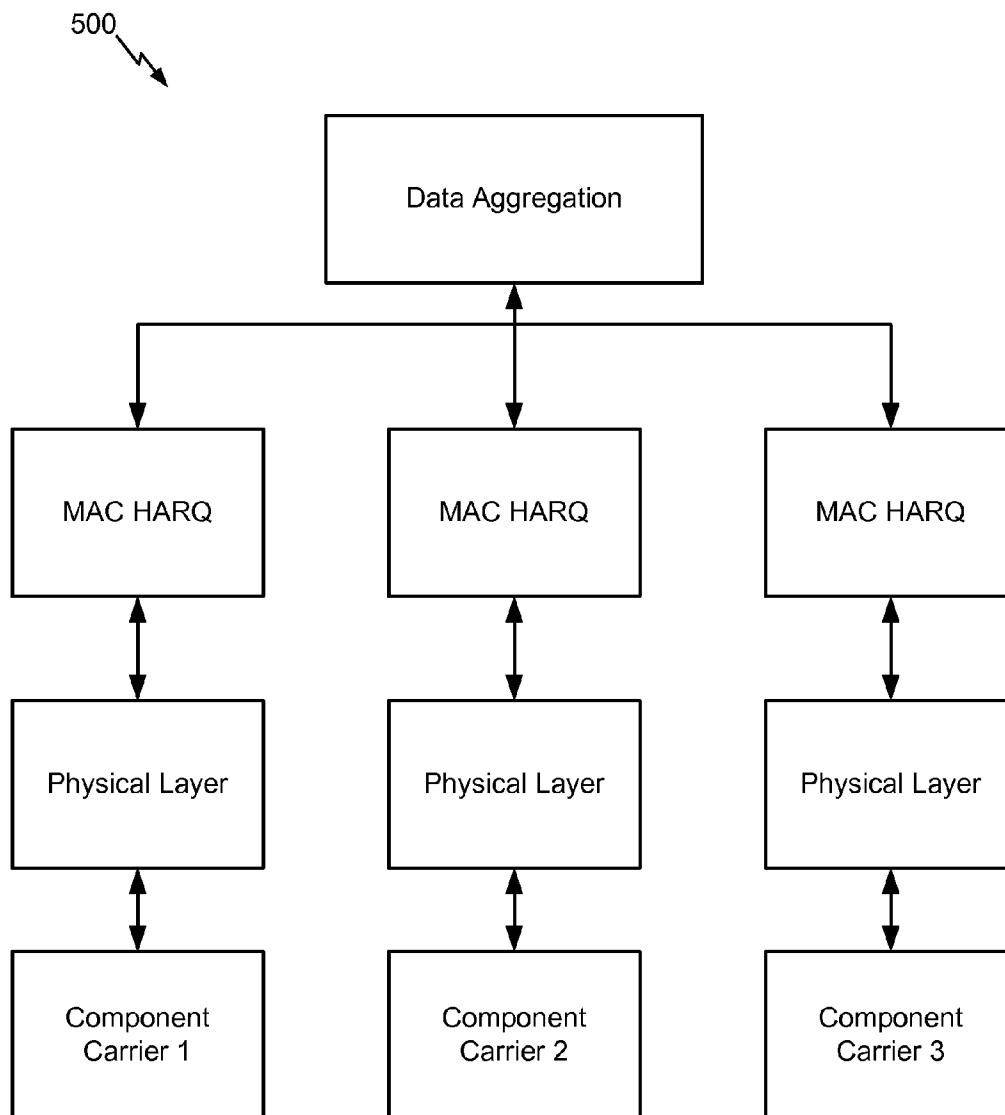 500
Data Aggregation
MAC HARQ
MAC HARQ
MAC HARQ
Physical Layer
Physical Layer
Physical Layer
Component
Carrier 1
Component
Carrier 2
Component
Carrier 3